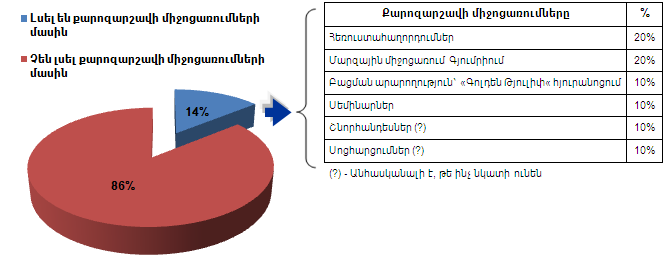 Լսել են քարոզարշավի միջոցառումների
մասին
Չեն լսել քարոզարշավի միջոցառումների
մասին
14%
86%
Քարոզարշավի միջոցառումները %
Հեռուստահաղորդումներ 20%
Մարզային միջոցառում Գյումրիում 20%
Բացման արարողություն՝ «Գոլդեն Թյուլիփ« հյուրանոցում 10%
Սեմինարներ 10%
Շնորհանդեսներ (?) 10%
Սոցհարցումներ (?) 10%
(?) - Անհասկանալի է, թե ինչ նկատի ունեն